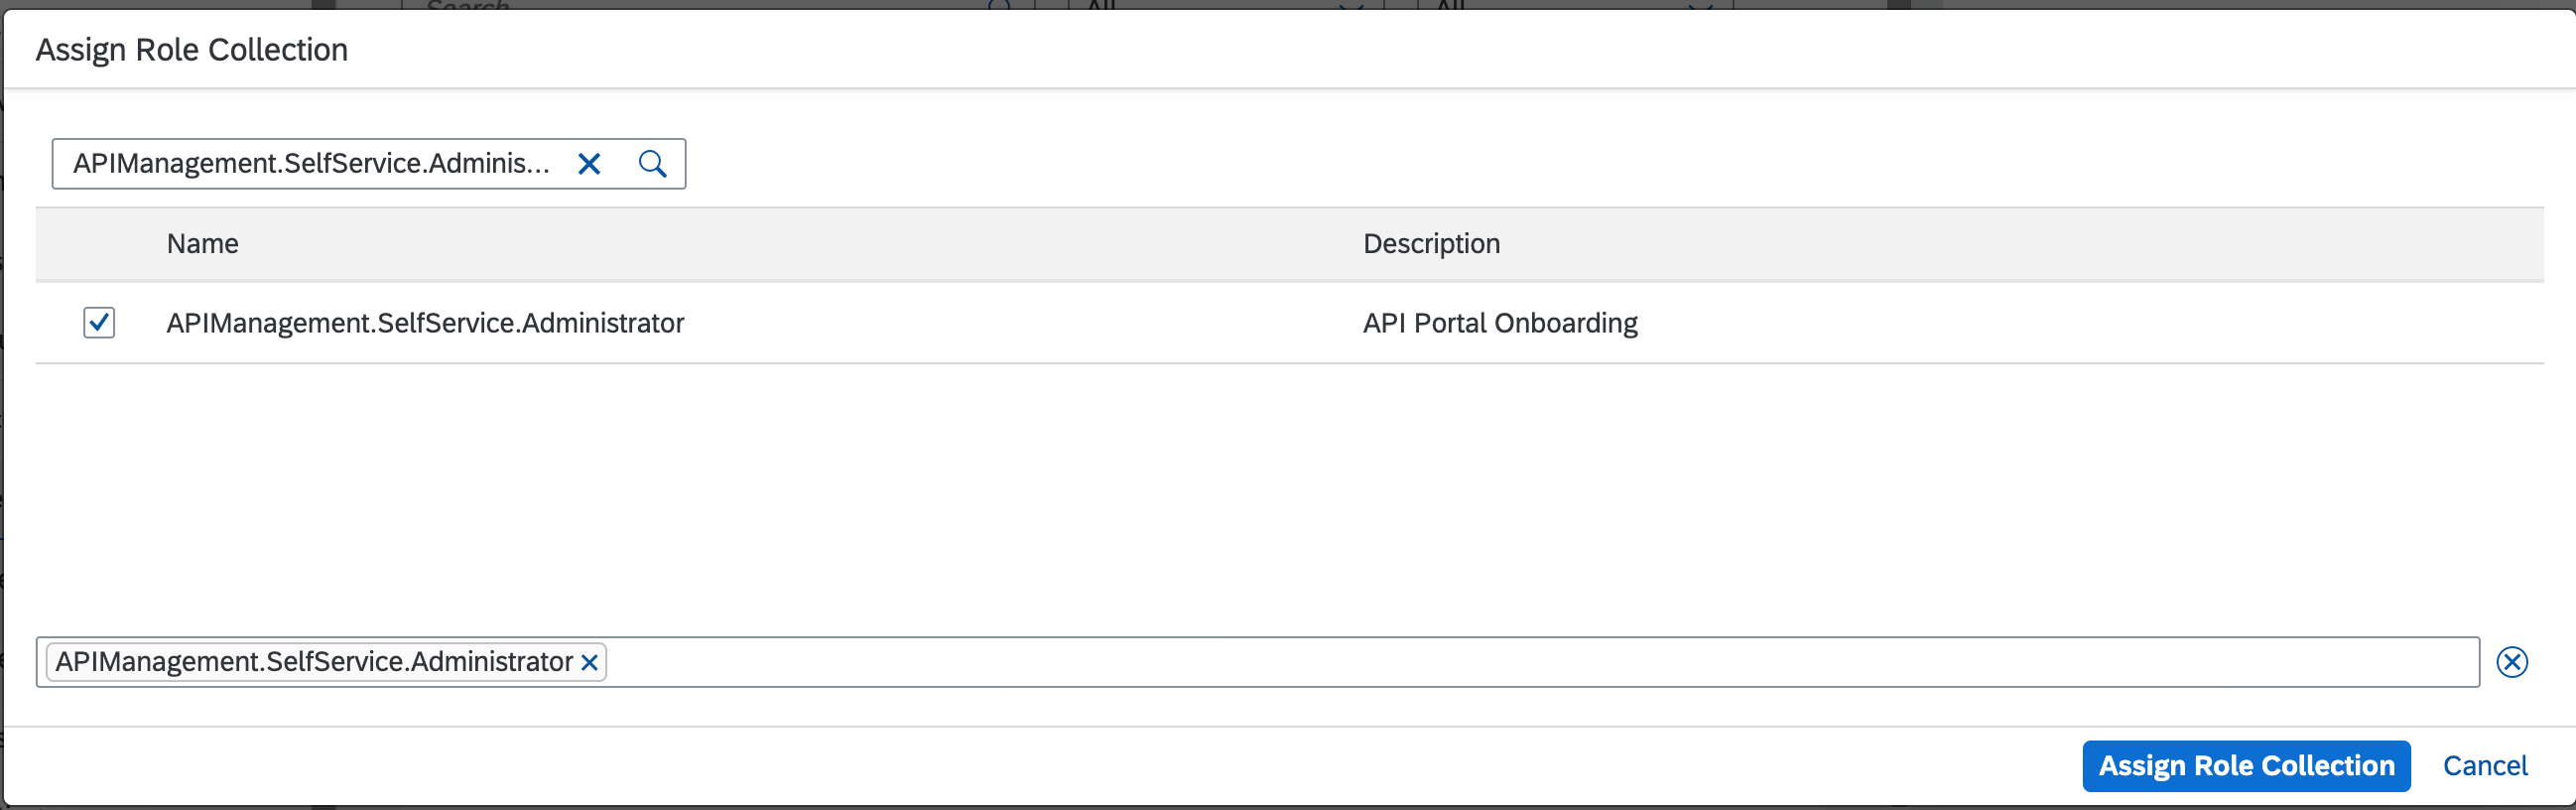 Assign Role Collection
APIManagement.SelfService.Adminis...
Name Description
APIManagement.SelfService.Administrator API Portal Onboarding
APIManagement.SelfService.Administrator
Assign Role Collection Cancel